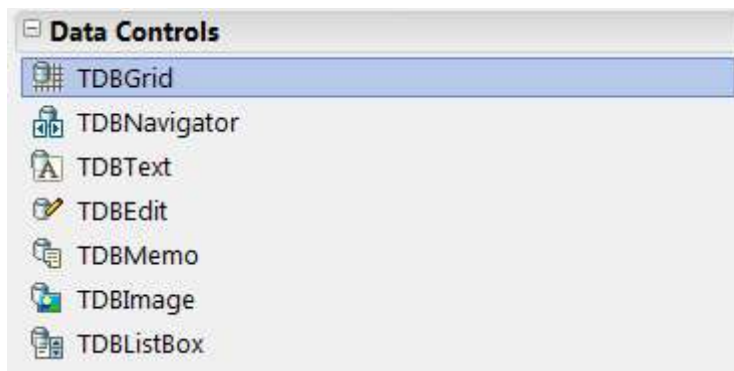 Data Controls
TDBGrid
TDBNavigator
TDBText
TDBEdit
TDBMemo
TDBImage
TDBListBox